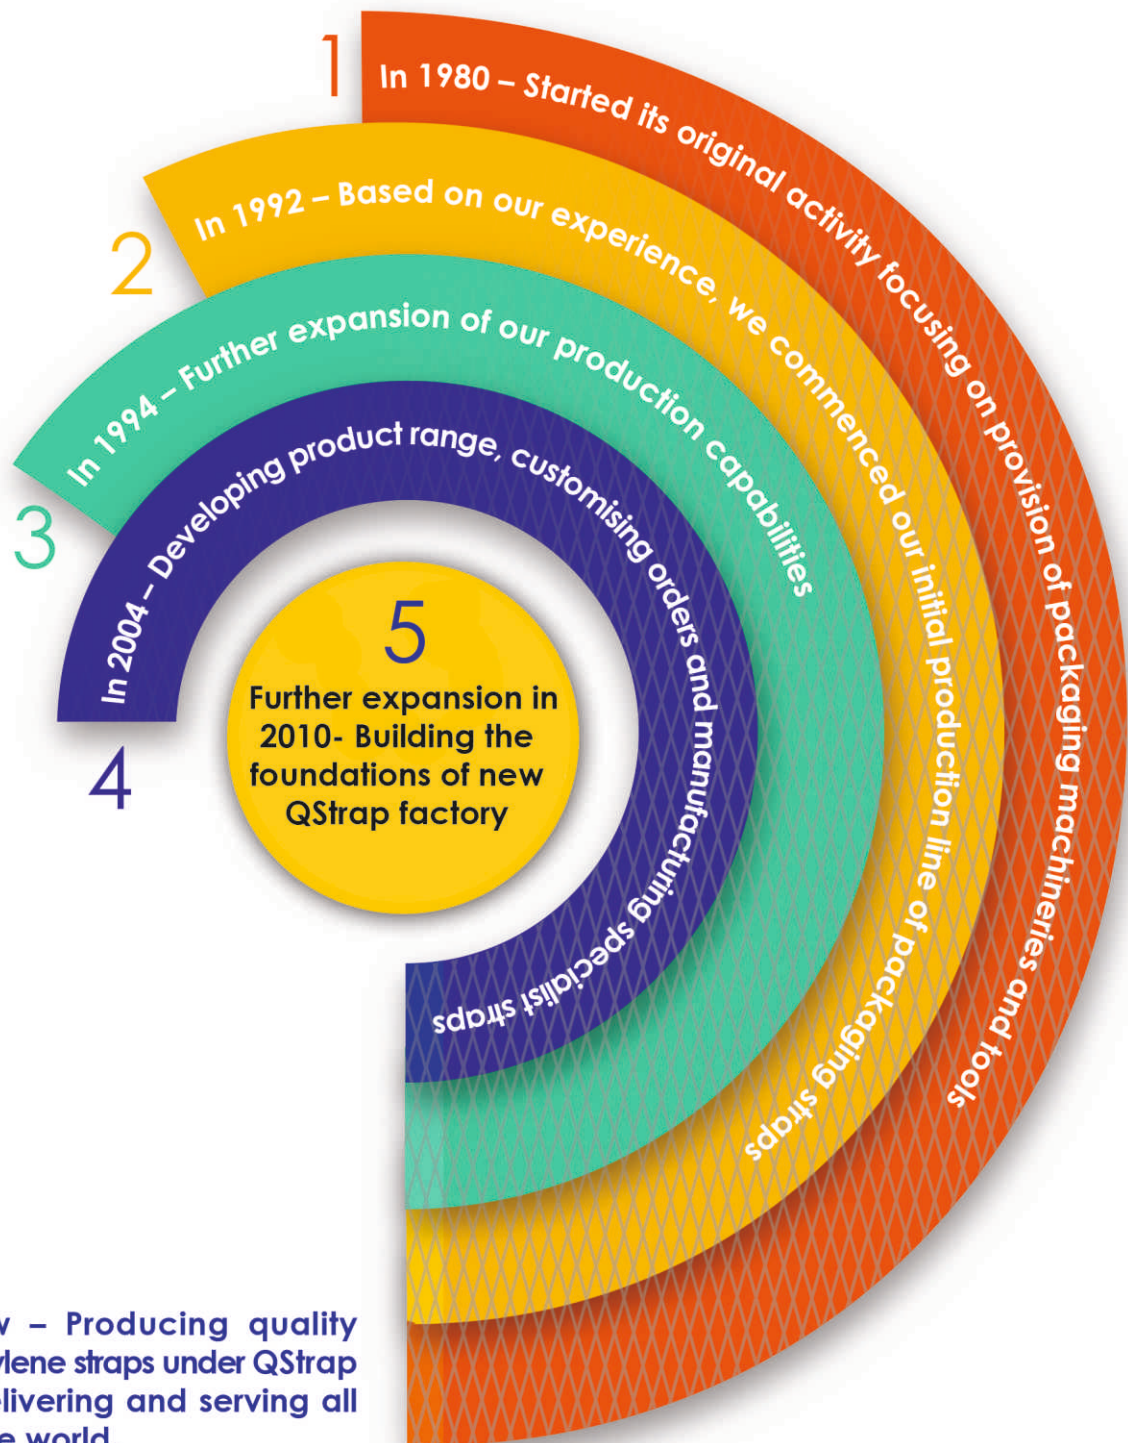 1
In 1980 – Started its original activity focusing on provision of packaging machineries and tools
2
In 1992 – Based on our experience, we commenced our initial production line of packaging straps
3
In 1994 – Further expansion of our production capabilities
4
In 2004 – Developing product range, customising orders and manufacturing specialist straps
5
Further expansion in
2010- Building the
foundations of new
QStrap factory
– Producing quality
straps under QStrap
and serving all
world.